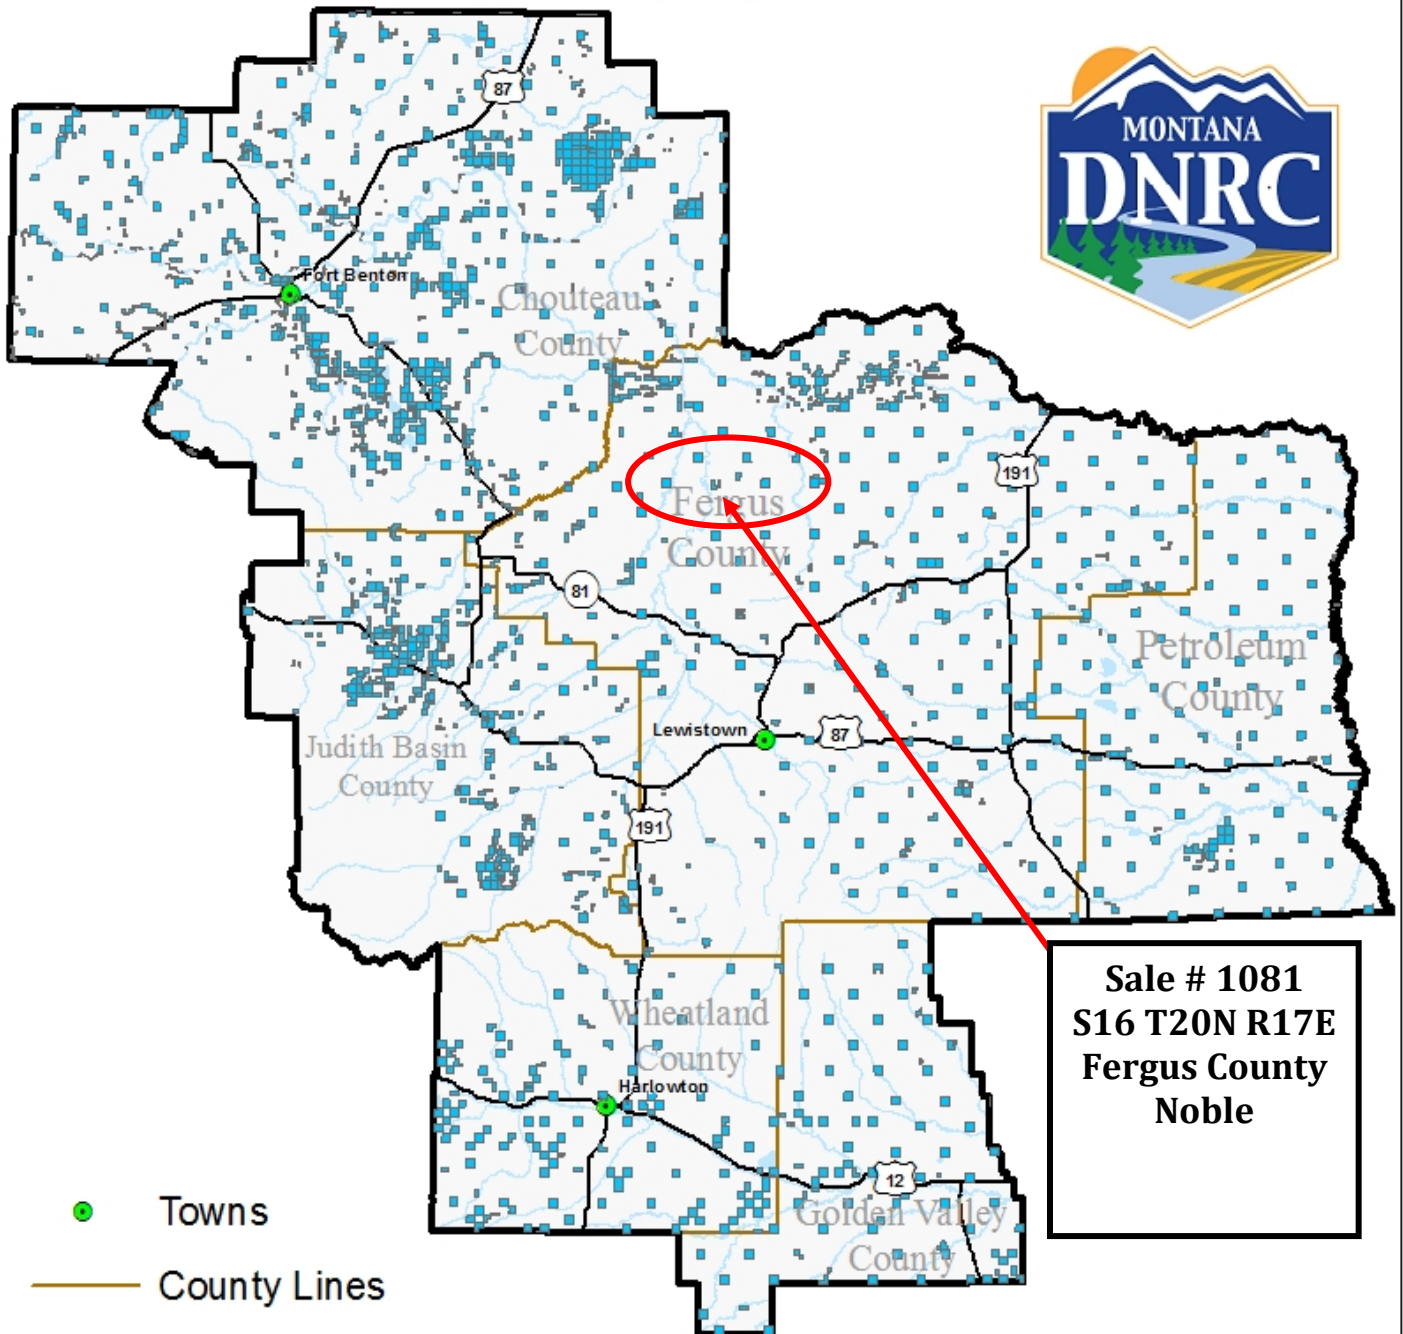 87
MONTANA
DNRC
Fort Benton
Chouteau
County
191
Fergus
County
81
Petroleum
County
Lewistown
87
Judith Basin
County
191
Sale # 1081
S16 T20N R17E
Fergus County
Noble
Wheatland
County
Harlowton
12
Golden Valley
County
Towns
County Lines